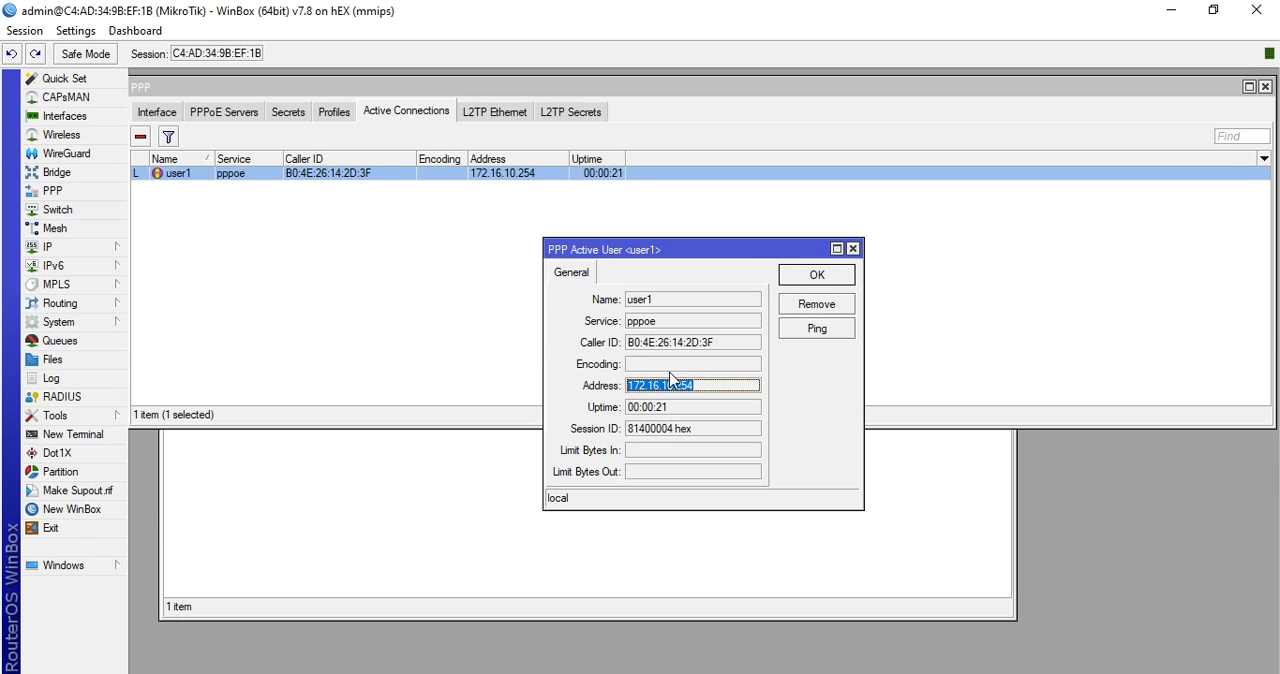 admin@C4:AD:34:9B:EF:1B (MikroTik) - WinBox (64bit) v7.8 on hEX (mmips)
Session Settings Dashboard
Safe Mode Session: C4:AD:34:9B:EF:1B
Quick Set
CAPsMAN
Interfaces
Wireless
WireGuard
Bridge
PPP
Switch
Mesh
IP
IPv6
MPLS
Routing
System
Queues
Files
Log
RADIUS
Tools
New Terminal
Dot1X
Partition
Make Supout.rif
New WinBox
Exit
Windows
RouterOS WinBox
PPP
Interface PPPoE Servers Secrets Profiles Active Connections L2TP Ethernet L2TP Secrets
Find
Name Service Caller ID Encoding Address Uptime
L user1 pppoe B0:4E:26:14:2D:3F 172.16.10.254 00:00:21
1 item (1 selected)
PPP Active User <user1>
General
Name: user1
Service: pppoe
Caller ID: B0:4E:26:14:2D:3F
Encoding:
Address: 172.16.10.254
Uptime: 00:00:21
Session ID: 81400004 hex
Limit Bytes In:
Limit Bytes Out:
local
OK
Remove
Ping
1 item